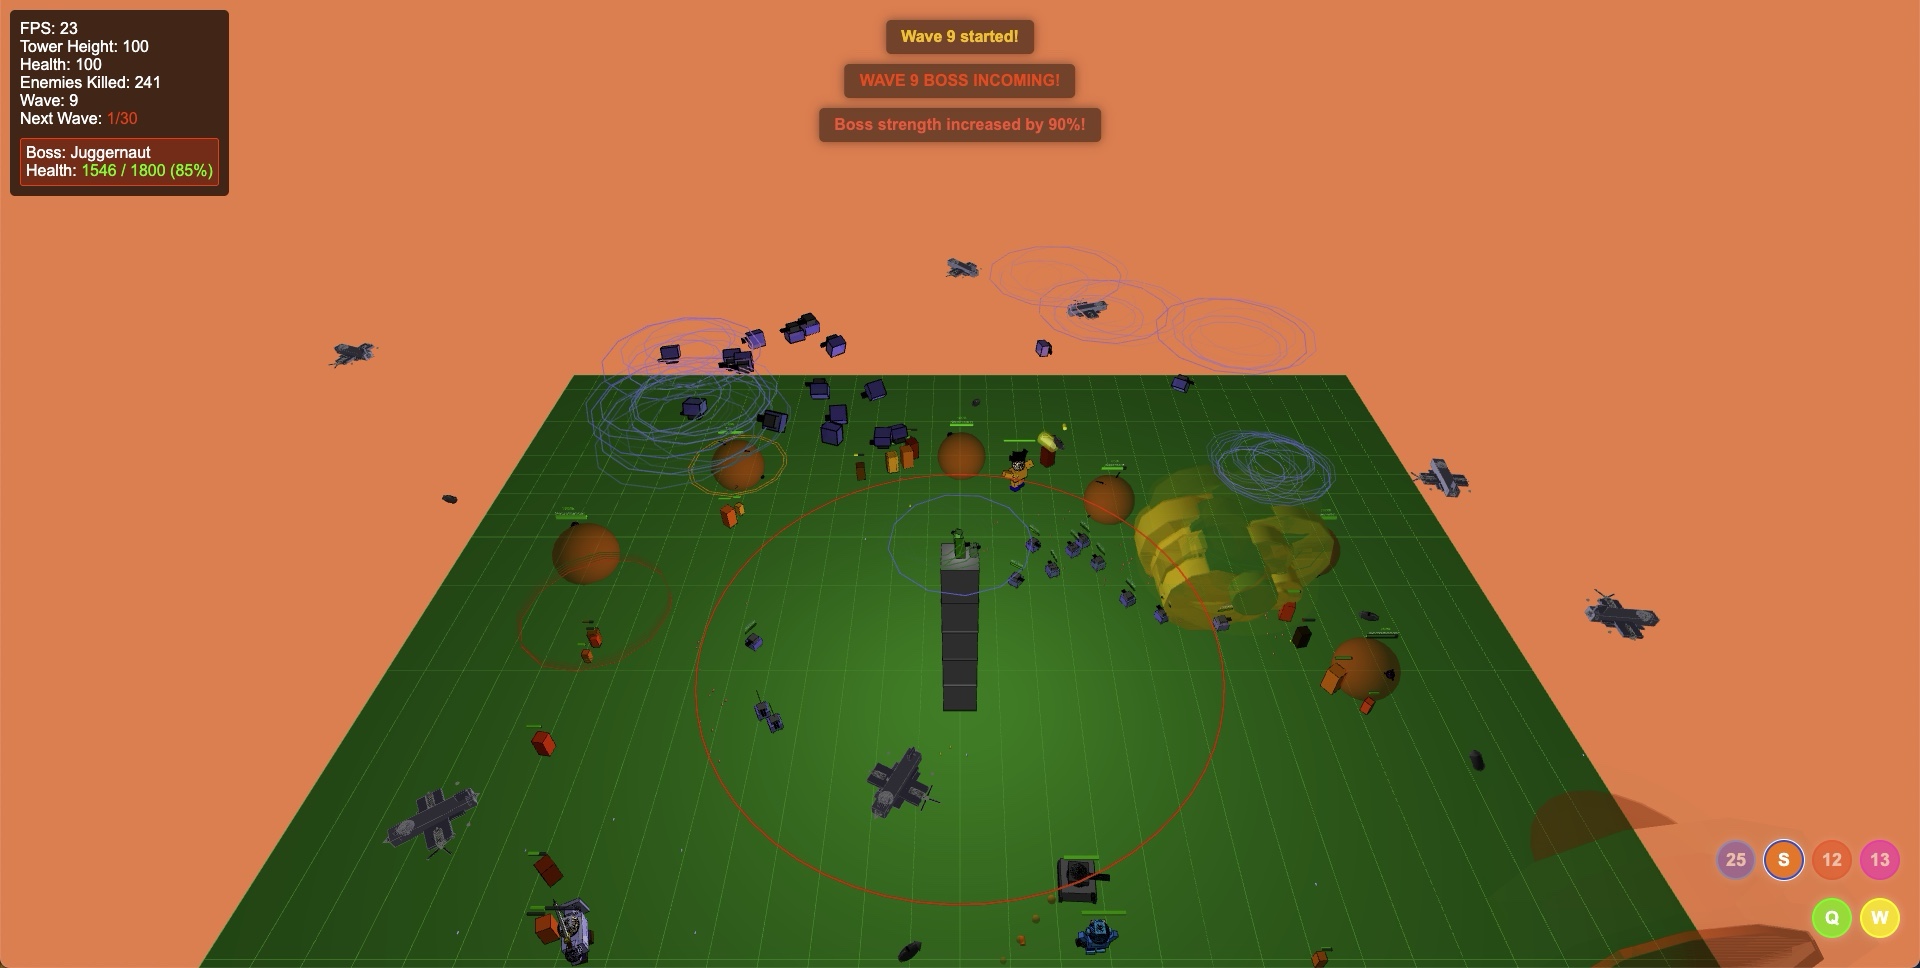 FPS: 23
Tower Height: 100
Health: 100
Enemies Killed: 241
Wave: 9
Next Wave: 1/30
Boss: Juggernaut
Health: 1546 / 1800 (85%)
Wave 9 started!
WAVE 9 BOSS INCOMING!
Boss strength increased by 90%!
25 S 12 13
Q W